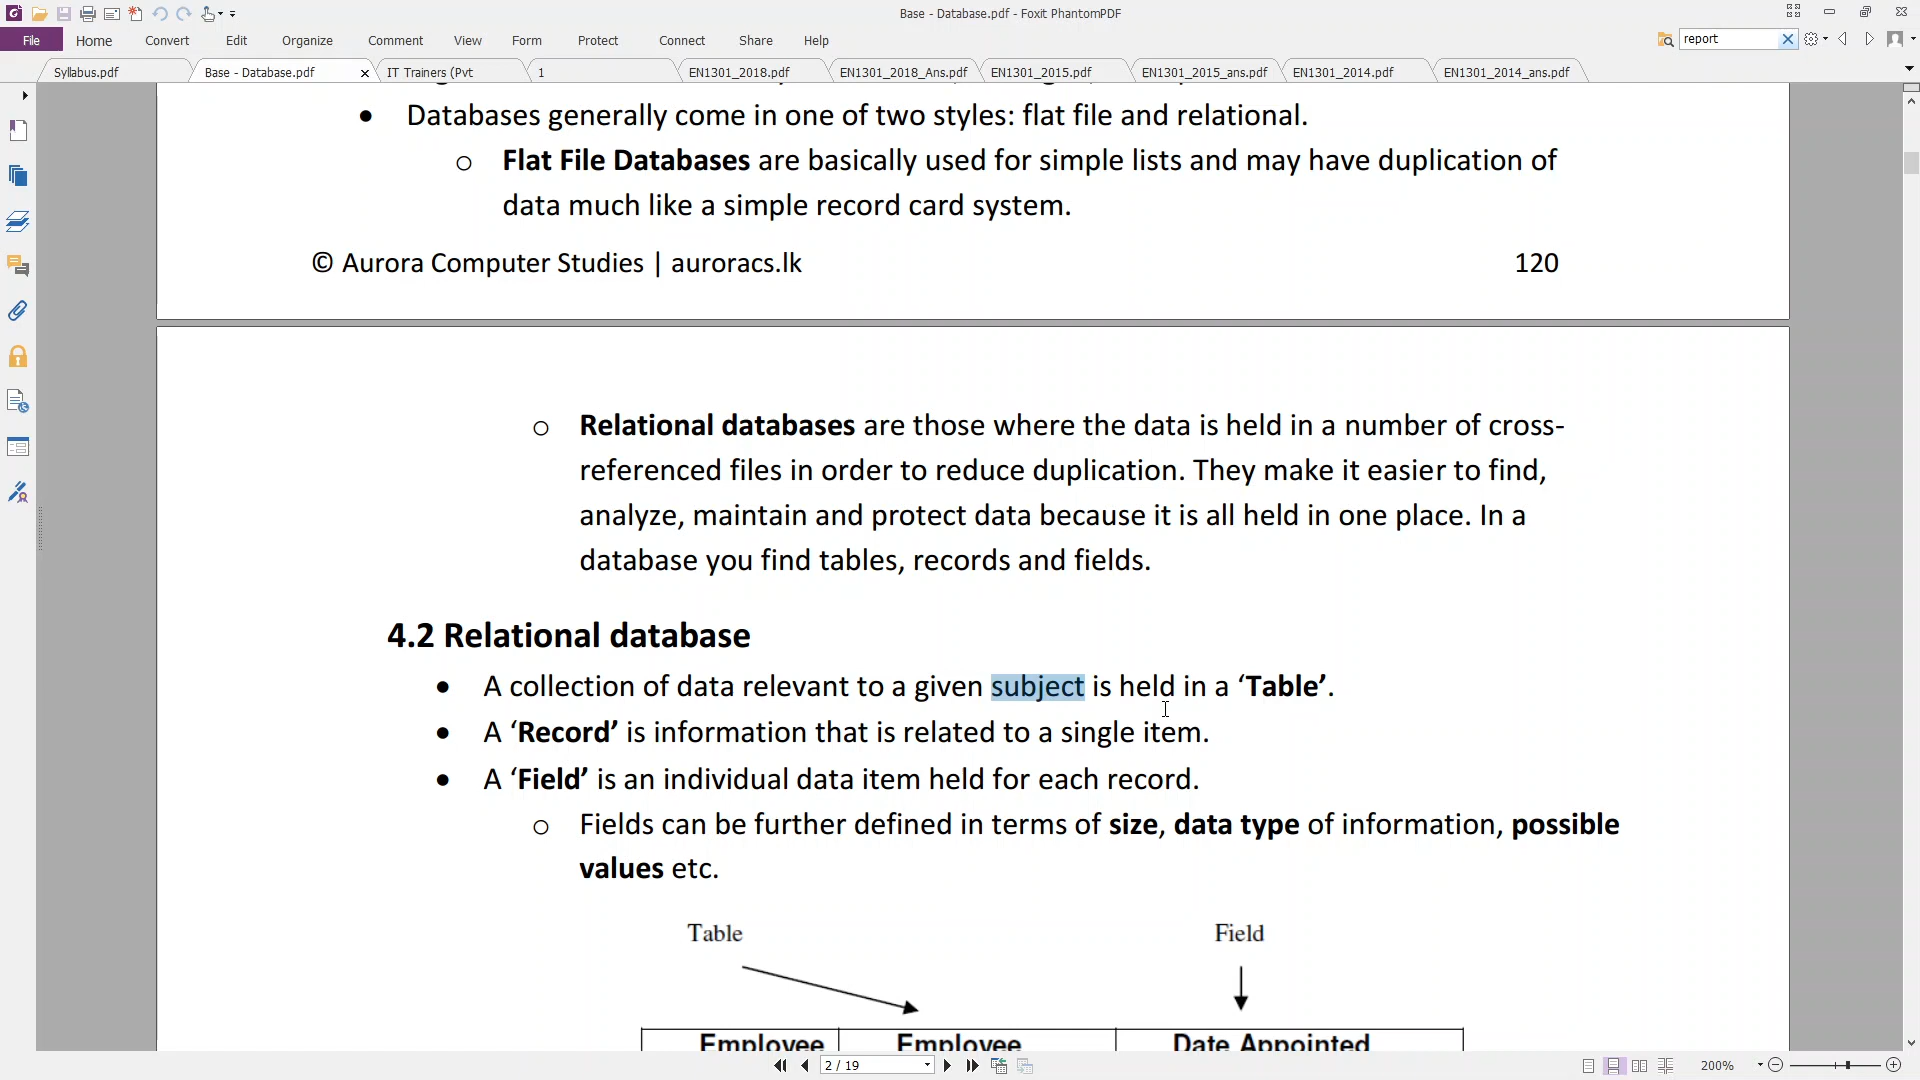 Base - Database.pdf - Foxit PhantomPDF
File Home Convert Edit Organize Comment View Form Protect Connect Share Help report
Syllabus.pdf Base - Database.pdf IT Trainers (Pvt 1 EN1301_2018.pdf EN1301_2018_Ans.pdf EN1301_2015.pdf EN1301_2015_ans.pdf EN1301_2014.pdf EN1301_2014_ans.pdf
• Databases generally come in one of two styles: flat file and relational.
o Flat File Databases are basically used for simple lists and may have duplication of
data much like a simple record card system.
© Aurora Computer Studies | auroracs.lk 120
o Relational databases are those where the data is held in a number of cross-
referenced files in order to reduce duplication. They make it easier to find,
analyze, maintain and protect data because it is all held in one place. In a
database you find tables, records and fields.
4.2 Relational database
• A collection of data relevant to a given subject is held in a ‘Table’.
• A ‘Record’ is information that is related to a single item.
• A ‘Field’ is an individual data item held for each record.
o Fields can be further defined in terms of size, data type of information, possible
values etc.
Table Field
Employee Employee Date Appointed
2 / 19 200%